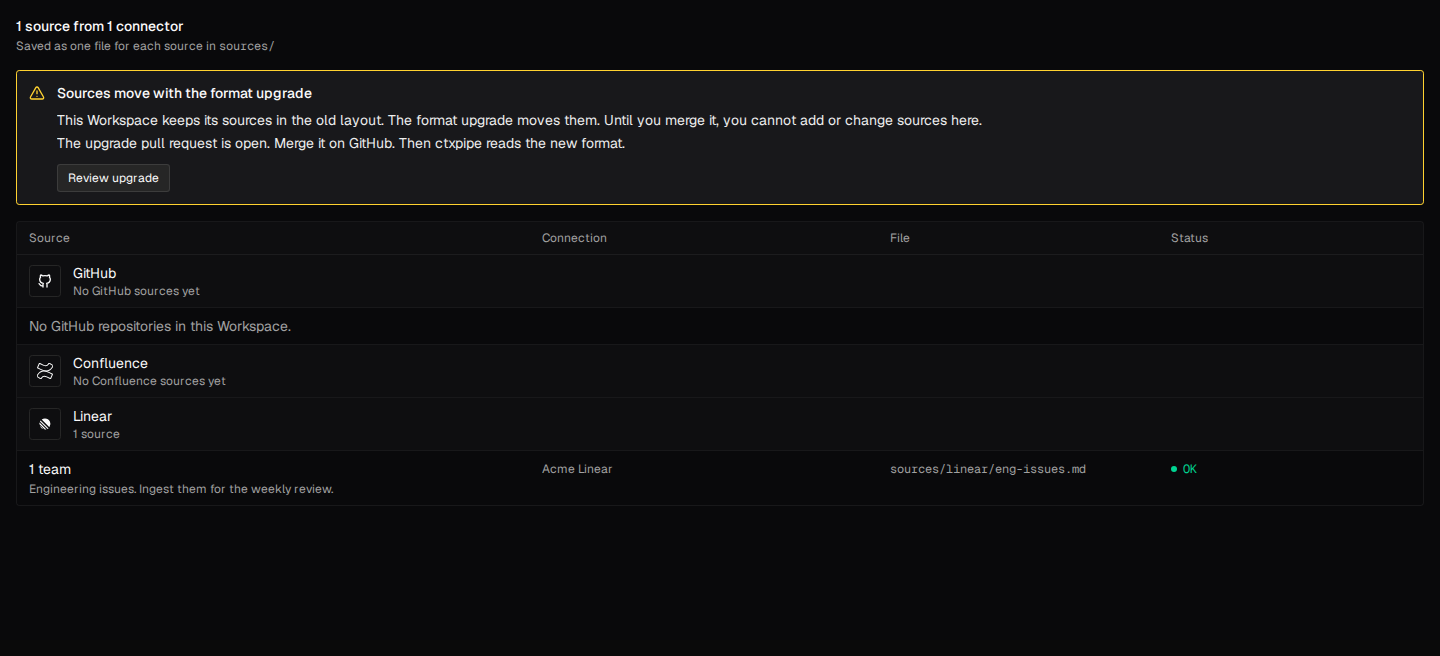 1 source from 1 connector
Saved as one file for each source in sources/
Sources move with the format upgrade
This Workspace keeps its sources in the old layout. The format upgrade moves them. Until you merge it, you cannot add or change sources here.
The upgrade pull request is open. Merge it on GitHub. Then ctxpipe reads the new format.
Review upgrade
Source Connection File Status
GitHub
No GitHub sources yet
No GitHub repositories in this Workspace.
Confluence
No Confluence sources yet
Linear
1 source
1 team Acme Linear sources/linear/eng-issues.md OK
Engineering issues. Ingest them for the weekly review.